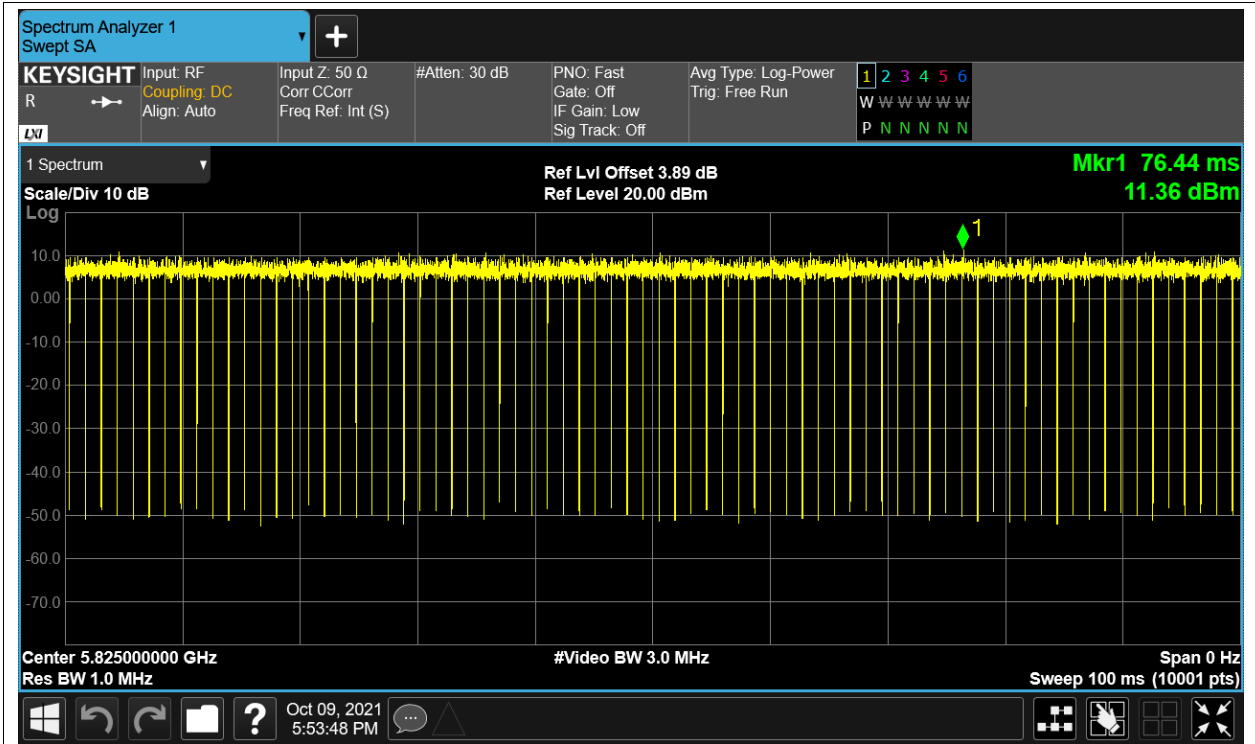 Spectrum Analyzer 1
Swept SA
KEYSIGHT
R
LXI
Input: RF
Coupling: DC
Align: Auto
Input Z: 50 Ω
Corr CCorr
Freq Ref: Int (S)
#Atten: 30 dB
PNO: Fast
Gate: Off
IF Gain: Low
Sig Track: Off
Avg Type: Log-Power
Trig: Free Run
1 2 3 4 5 6
W W W W W W
P N N N N N
1 Spectrum
Scale/Div 10 dB
Log
Ref Lvl Offset 3.89 dB
Ref Level 20.00 dBm
Mkr1 76.44 ms
11.36 dBm
1
10.0
0.00
-10.0
-20.0
-30.0
-40.0
-50.0
-60.0
-70.0
Center 5.825000000 GHz
Res BW 1.0 MHz
#Video BW 3.0 MHz
Span 0 Hz
Sweep 100 ms (10001 pts)
?
Oct 09, 2021
5:53:48 PM